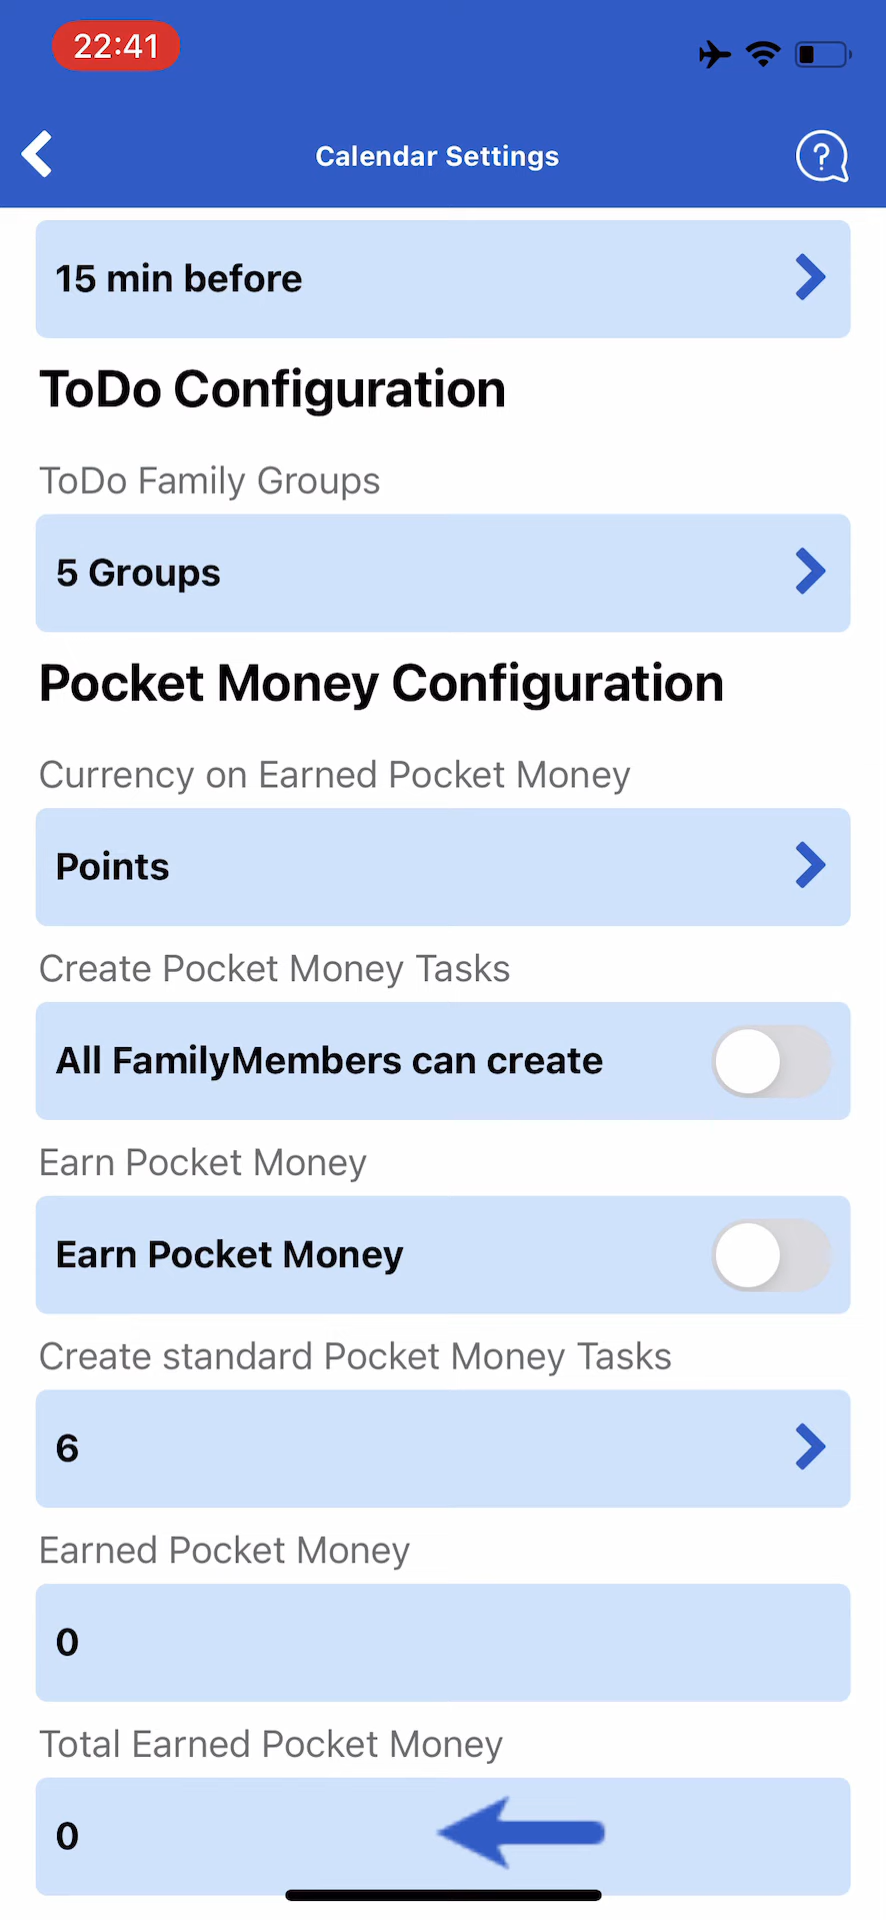 22:41
Calendar Settings
15 min before
ToDo Configuration
ToDo Family Groups
5 Groups
Pocket Money Configuration
Currency on Earned Pocket Money
Points
Create Pocket Money Tasks
All FamilyMembers can create
Earn Pocket Money
Earn Pocket Money
Create standard Pocket Money Tasks
6
Earned Pocket Money
0
Total Earned Pocket Money
0